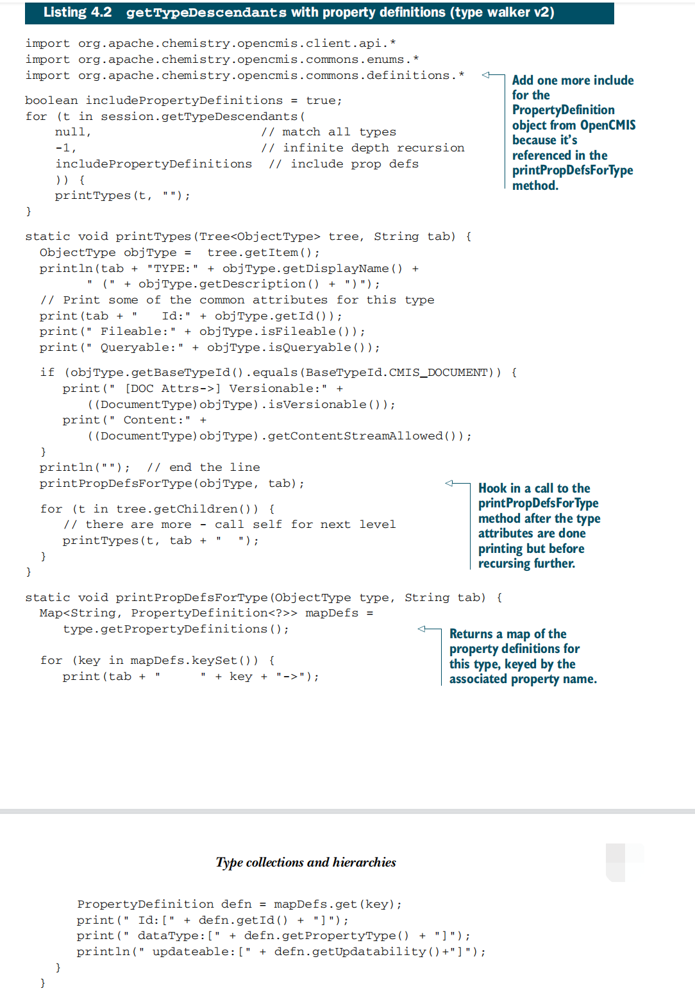 Listing 4.2 getTypeDescendants with property definitions (type walker v2)
import org.apache.chemistry.opencmis.client.api.*
import org.apache.chemistry.opencmis.commons.enums.*
import org.apache.chemistry.opencmis.commons.definitions.*
Add one more include
for the
PropertyDefinition
object from OpenCMIS
because it's
referenced in the
printPropDefsForType
method.
boolean includePropertyDefinitions = true;
for (t in session.getTypeDescendants(
null, // match all types
-1, // infinite depth recursion
includePropertyDefinitions // include prop defs
)) {
printTypes(t, "");
}
static void printTypes(Tree<ObjectType> tree, String tab) {
ObjectType objType = tree.getItem();
println(tab + "TYPE:" + objType.getDisplayName() +
" (" + objType.getDescription() + ")");
// Print some of the common attributes for this type
print(tab + "   Id:" + objType.getId());
print(" Fileable:" + objType.isFileable());
print(" Queryable:" + objType.isQueryable());
if (objType.getBaseTypeId().equals(BaseTypeId.CMIS_DOCUMENT)) {
print(" [DOC Attrs->] Versionable:" +
((DocumentType)objType).isVersionable());
print(" Content:" +
((DocumentType)objType).getContentStreamAllowed());
}
println(""); // end the line
printPropDefsForType(objType, tab);
Hook in a call to the
printPropDefsForType
method after the type
attributes are done
printing but before
recursing further.
for (t in tree.getChildren()) {
// there are more - call self for next level
printTypes(t, tab + "  ");
}
}
static void printPropDefsForType(ObjectType type, String tab) {
Map<String, PropertyDefinition<?>> mapDefs =
type.getPropertyDefinitions();
Returns a map of the
property definitions for
this type, keyed by the
associated property name.
for (key in mapDefs.keySet()) {
print(tab + "     " + key + "->");
Type collections and hierarchies
PropertyDefinition defn = mapDefs.get(key);
print(" Id:[" + defn.getId() + "]");
print(" dataType:[" + defn.getPropertyType() + "]");
println(" updateable:[" + defn.getUpdatability()+"]");
}
}